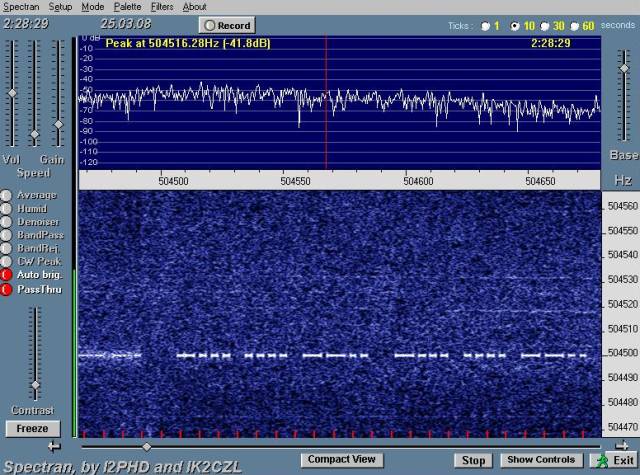 Spectran Setup Mode Palette Filters About
2:28:29 25.03.08 Record Ticks : 1 10 30 60 seconds
0 dB Peak at 504516.28Hz (-41.8dB) 2:28:29
-10
-20
-30
-40
-50
-60
-70
-80
-90
-100
-110
-120
Vol Gain
Speed
Base
504500 504550 504600 504650 Hz
Average
Humid
Denoiser
BandPass
BandRej.
CW Peak
Auto brig.
PassThru
504560
504550
504540
504530
504520
504510
504500
504490
504480
504470
Contrast
Freeze
Spectran, by I2PHD and IK2CZL
Compact View Stop Show Controls Exit